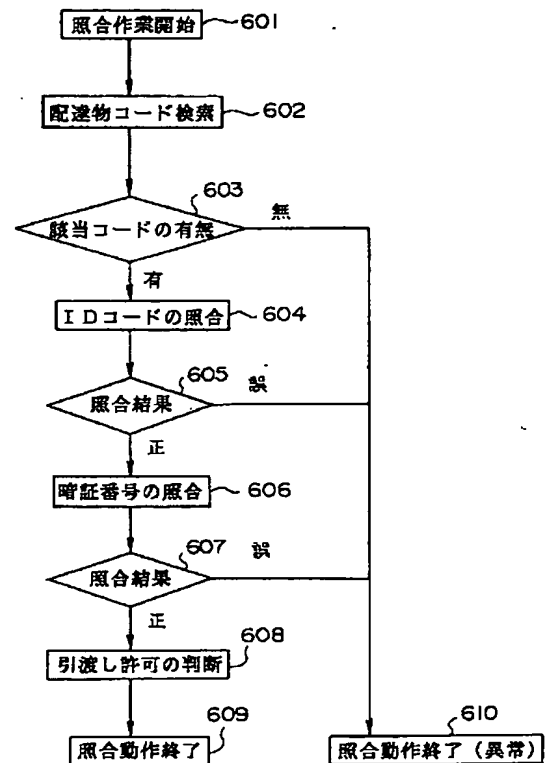 照合作業開始 601
配達物コード検索 602
603
該当コードの有無 無
有
IDコードの照合 604
605
照合結果 誤
正
暗証番号の照合 606
607
照合結果 誤
正
608
引渡し許可の判断
609
照合動作終了
610
照合動作終了(異常)